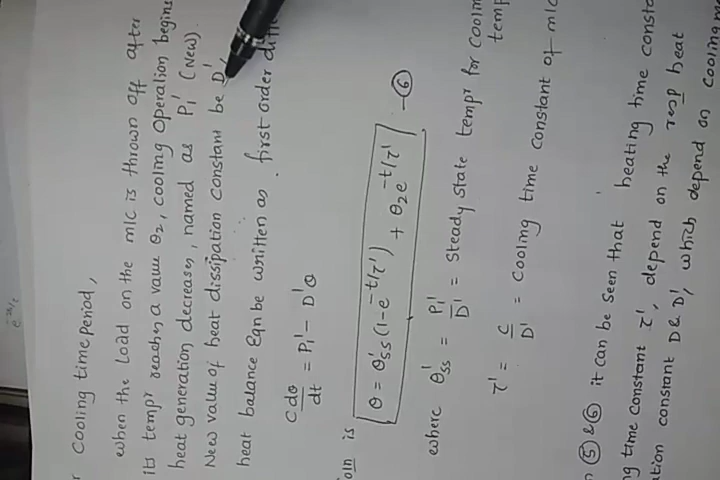 Cooling time period,
when the Load on the m/c is thrown off after
its tempr reaches a value θ2, cooling operation begins
heat generation decreases, named as P1' (New).
New value of heat dissipation constant be D'
heat balance Eqn be written as first order
C dθ/dt = P1' - D'θ
soln is
θ = θ'ss (1-e^-t/τ') + θ2 e^-t/τ' —⑥
where θ'ss = P1'/D' = steady state tempr for cooling
τ' = C/D' = cooling time constant of m/c
⑤ & ⑥ it can be seen that heating time
time constant τ', depend on the resp heat
constant D & D', which depend on cooling